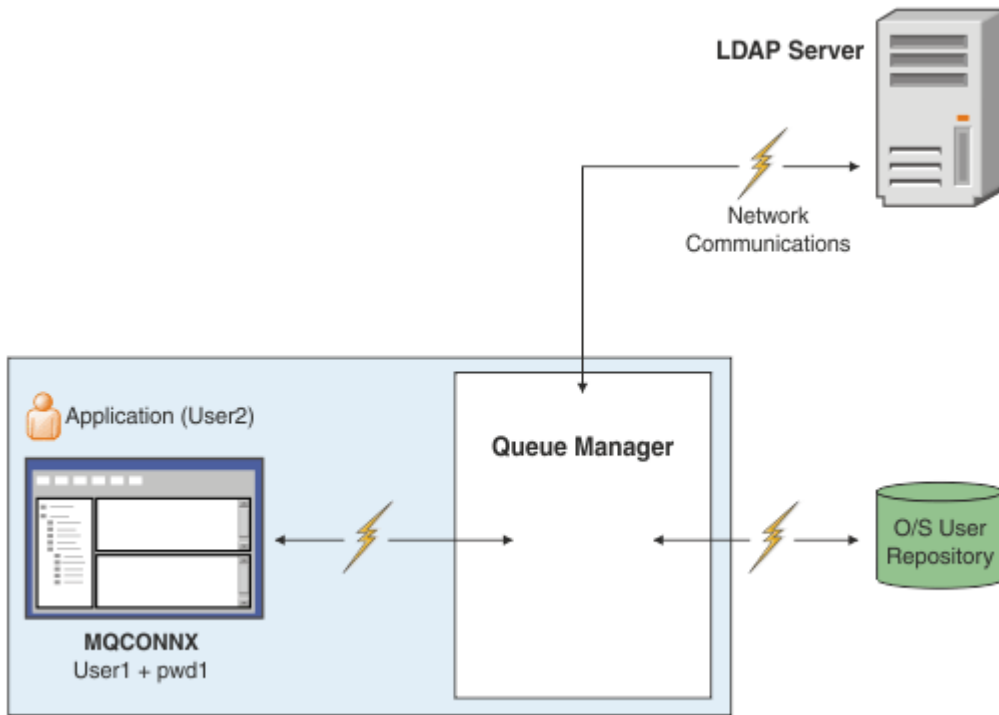 LDAP Server
Network
Communications
Application (User2)
Queue Manager
O/S User
Repository
MQCONNX
User1 + pwd1